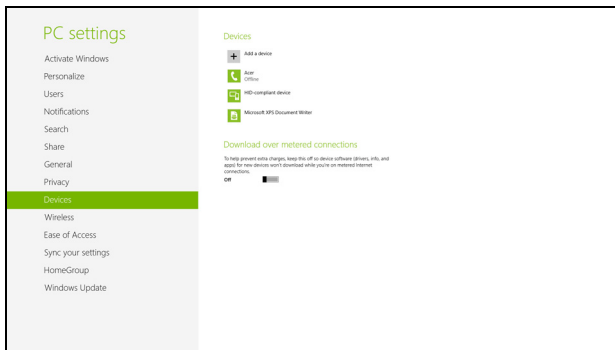 PC settings
Activate Windows
Personalize
Users
Notifications
Search
Share
General
Privacy
Devices
Wireless
Ease of Access
Sync your settings
HomeGroup
Windows Update
Devices
Add a device
Acer
Offline
HID-compliant device
Microsoft XPS Document Writer
Download over metered connections
To help prevent extra charges, keep this off so device software (drivers, info, and
apps) for new devices won't download while you're on metered Internet
connections.
Off